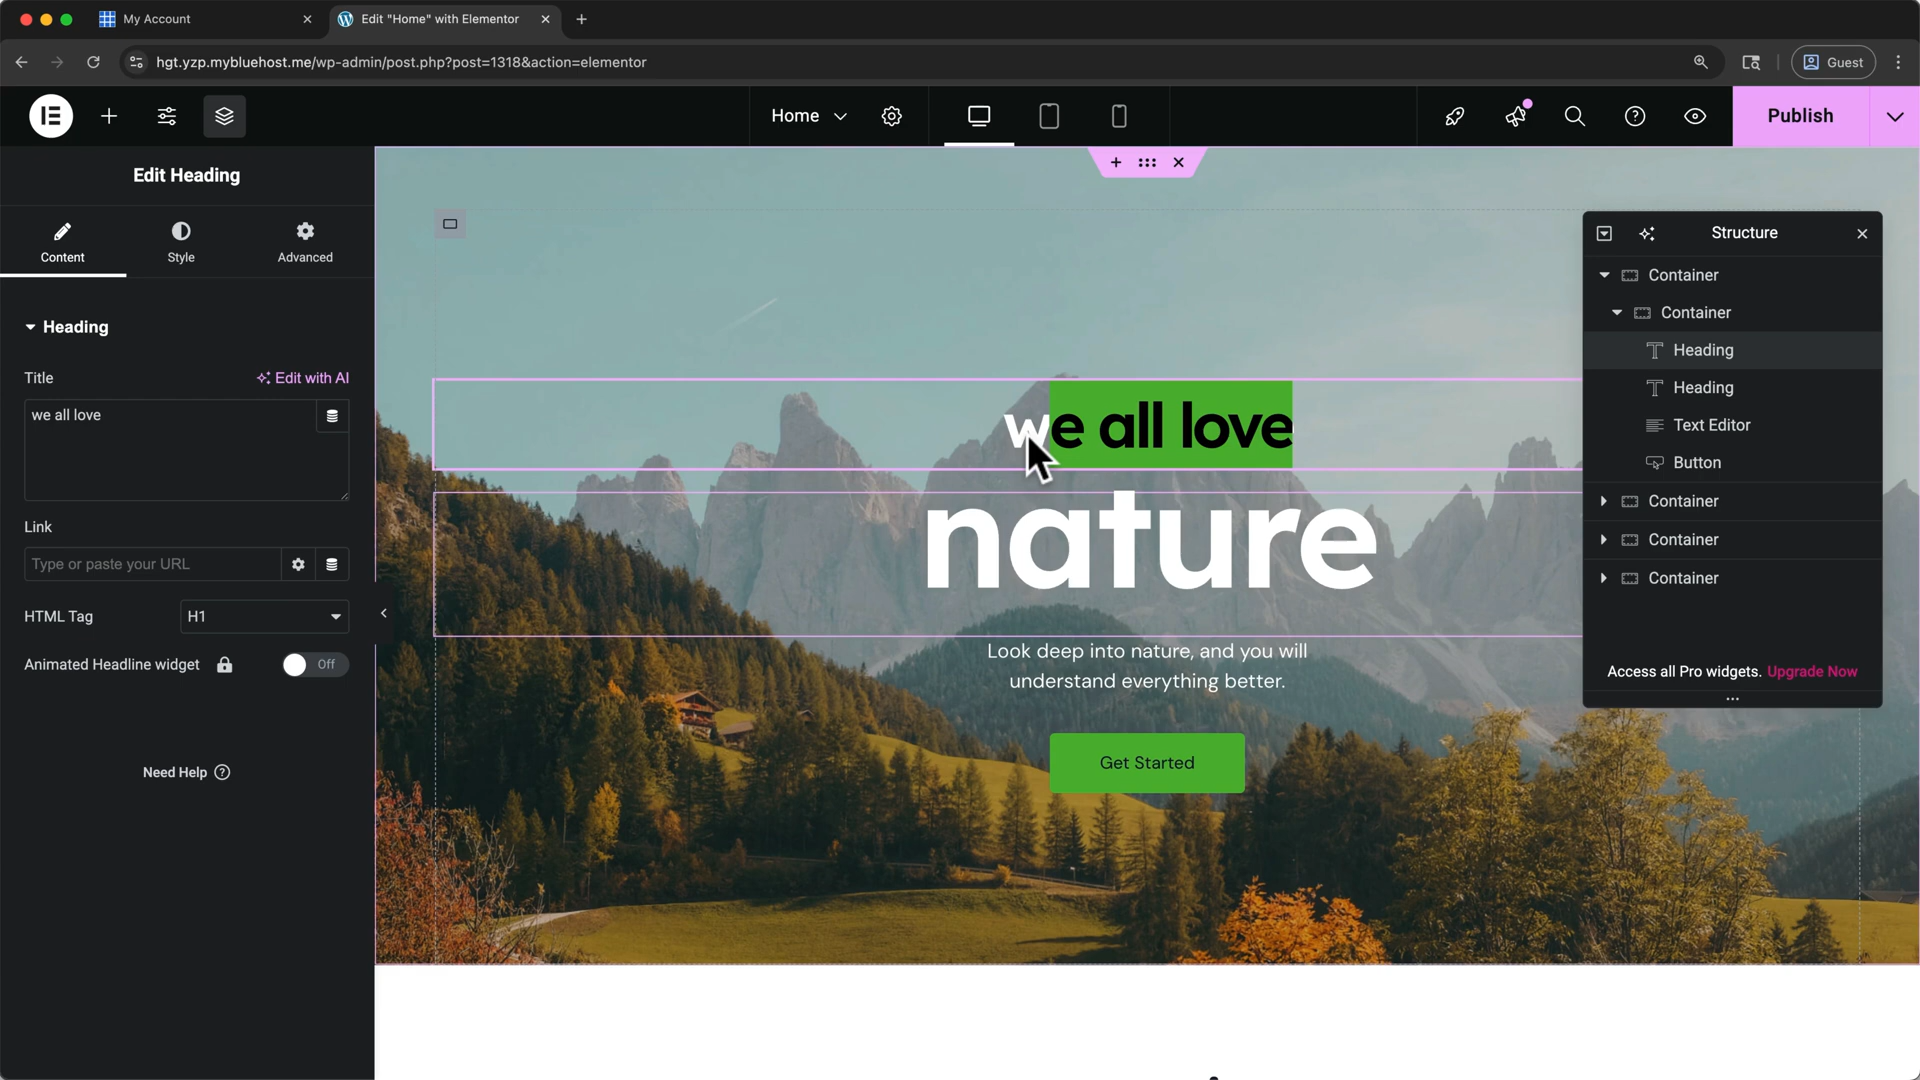 My Account
Edit "Home" with Elementor
hgt.yzp.mybluehost.me/wp-admin/post.php?post=1318&action=elementor
Guest
Home
Publish
Edit Heading
Content
Style
Advanced
Heading
Title
Edit with AI
we all love
Link
Type or paste your URL
HTML Tag
H1
Animated Headline widget
Off
Need Help
we all love
nature
Look deep into nature, and you will
understand everything better.
Get Started
Structure
Container
Container
Heading
Heading
Text Editor
Button
Container
Container
Container
Access all Pro widgets. Upgrade Now